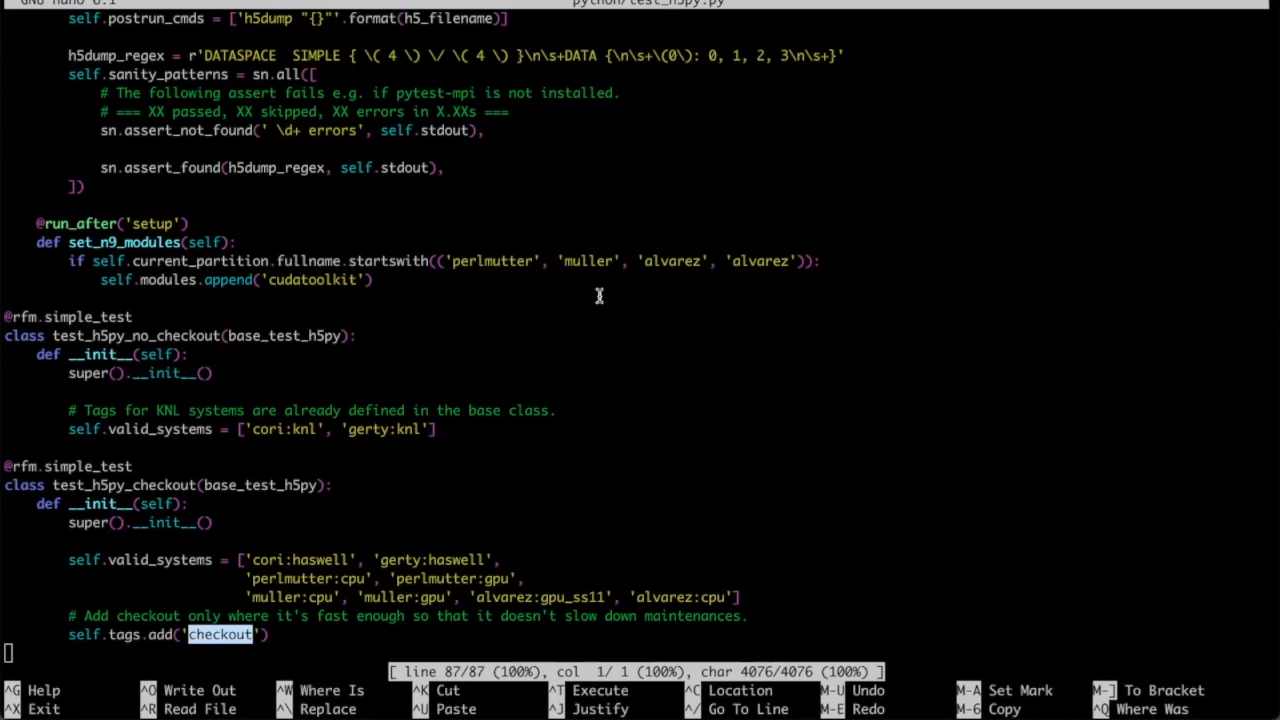 GNU nano 6.1 python/test_h5py.py
self.postrun_cmds = ['h5dump "{}"'.format(h5_filename)]
h5dump_regex = r'DATASPACE  SIMPLE { \( 4 \) \/ \( 4 \) }\n\s+DATA {\n\s+\(0\): 0, 1, 2, 3\n\s+}'
self.sanity_patterns = sn.all([
# The following assert fails e.g. if pytest-mpi is not installed.
# === XX passed, XX skipped, XX errors in X.XXs ===
sn.assert_not_found(' \d+ errors', self.stdout),
sn.assert_found(h5dump_regex, self.stdout),
])
@run_after('setup')
def set_n9_modules(self):
if self.current_partition.fullname.startswith(('perlmutter', 'muller', 'alvarez', 'alvarez')):
self.modules.append('cudatoolkit')
@rfm.simple_test
class test_h5py_no_checkout(base_test_h5py):
def __init__(self):
super().__init__()
# Tags for KNL systems are already defined in the base class.
self.valid_systems = ['cori:knl', 'gerty:knl']
@rfm.simple_test
class test_h5py_checkout(base_test_h5py):
def __init__(self):
super().__init__()
self.valid_systems = ['cori:haswell', 'gerty:haswell',
'perlmutter:cpu', 'perlmutter:gpu',
'muller:cpu', 'muller:gpu', 'alvarez:gpu_ss11', 'alvarez:cpu']
# Add checkout only where it's fast enough so that it doesn't slow down maintenances.
self.tags.add('checkout')
[ line 87/87 (100%), col  1/ 1 (100%), char 4076/4076 (100%) ]
^G Help ^O Write Out ^W Where Is ^K Cut ^T Execute ^C Location M-U Undo M-A Set Mark M-] To Bracket
^X Exit ^R Read File ^\ Replace ^U Paste ^J Justify ^/ Go To Line M-E Redo M-6 Copy ^Q Where Was